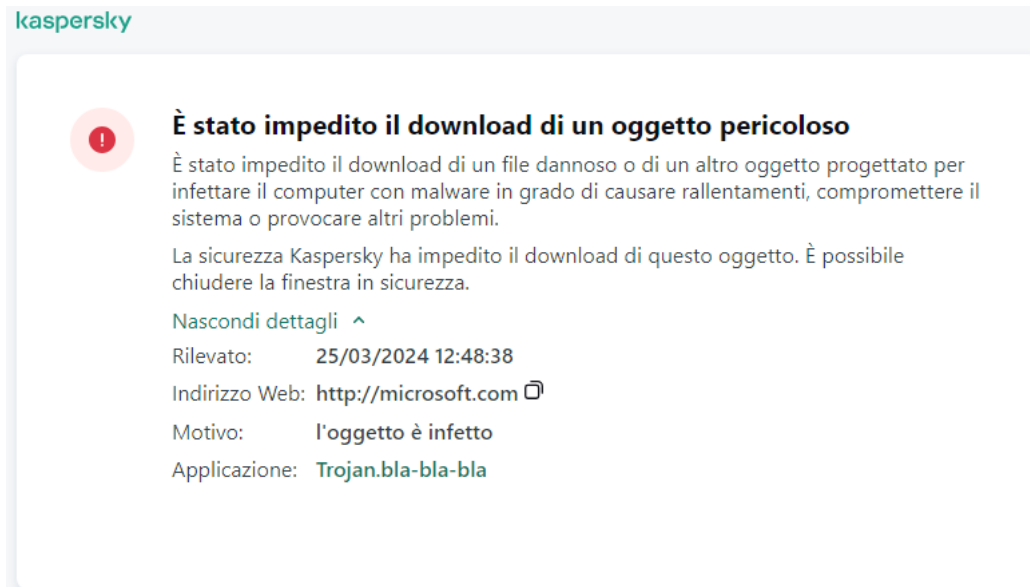 kaspersky
È stato impedito il download di un oggetto pericoloso
È stato impedito il download di un file dannoso o di un altro oggetto progettato per
infettare il computer con malware in grado di causare rallentamenti, compromettere il
sistema o provocare altri problemi.
La sicurezza Kaspersky ha impedito il download di questo oggetto. È possibile
chiudere la finestra in sicurezza.
Nascondi dettagli
Rilevato: 25/03/2024 12:48:38
Indirizzo Web: http://microsoft.com
Motivo: l'oggetto è infetto
Applicazione: Trojan.bla-bla-bla